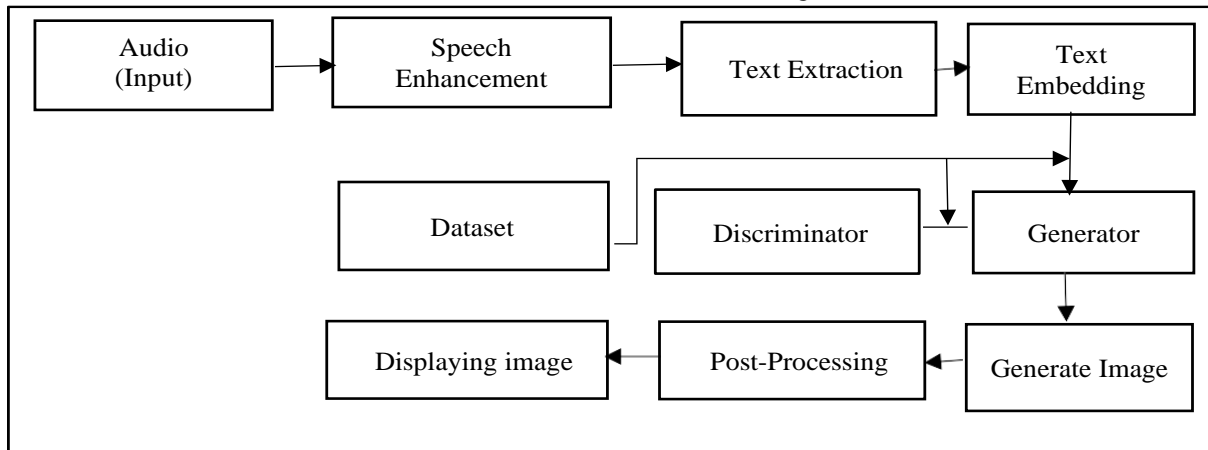 Audio
(Input)
Speech
Enhancement
Text Extraction
Text
Embedding
Dataset
Discriminator
Generator
Displaying image
Post-Processing
Generate Image